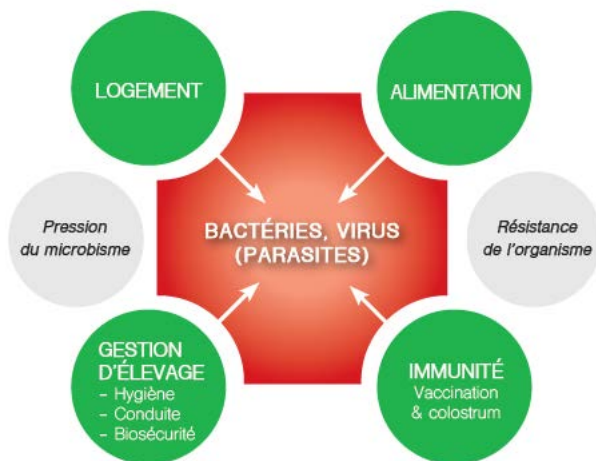 LOGEMENT
ALIMENTATION
Pression
du microbisme
BACTÉRIES, VIRUS
(PARASITES)
Résistance
de l'organisme
GESTION
D'ÉLEVAGE
– Hygiène
– Conduite
– Biosécurité
IMMUNITÉ
Vaccination
& colostrum